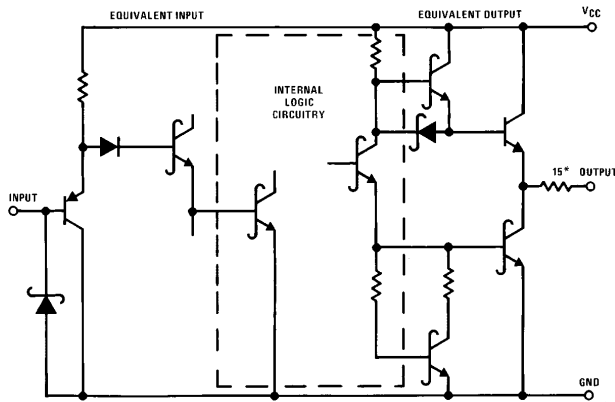 EQUIVALENT INPUT
EQUIVALENT OUTPUT
VCC
INTERNAL
LOGIC
CIRCUITRY
INPUT
15*
OUTPUT
GND